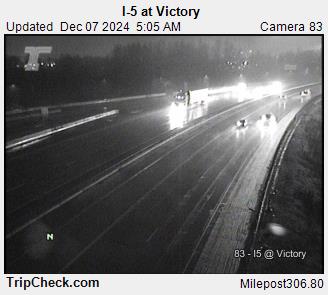 I-5 at Victory
Updated Dec 07 2024 5:05 AM Camera 83
T
N
83 - I5 @ Victory
TripCheck.com Milepost306.80